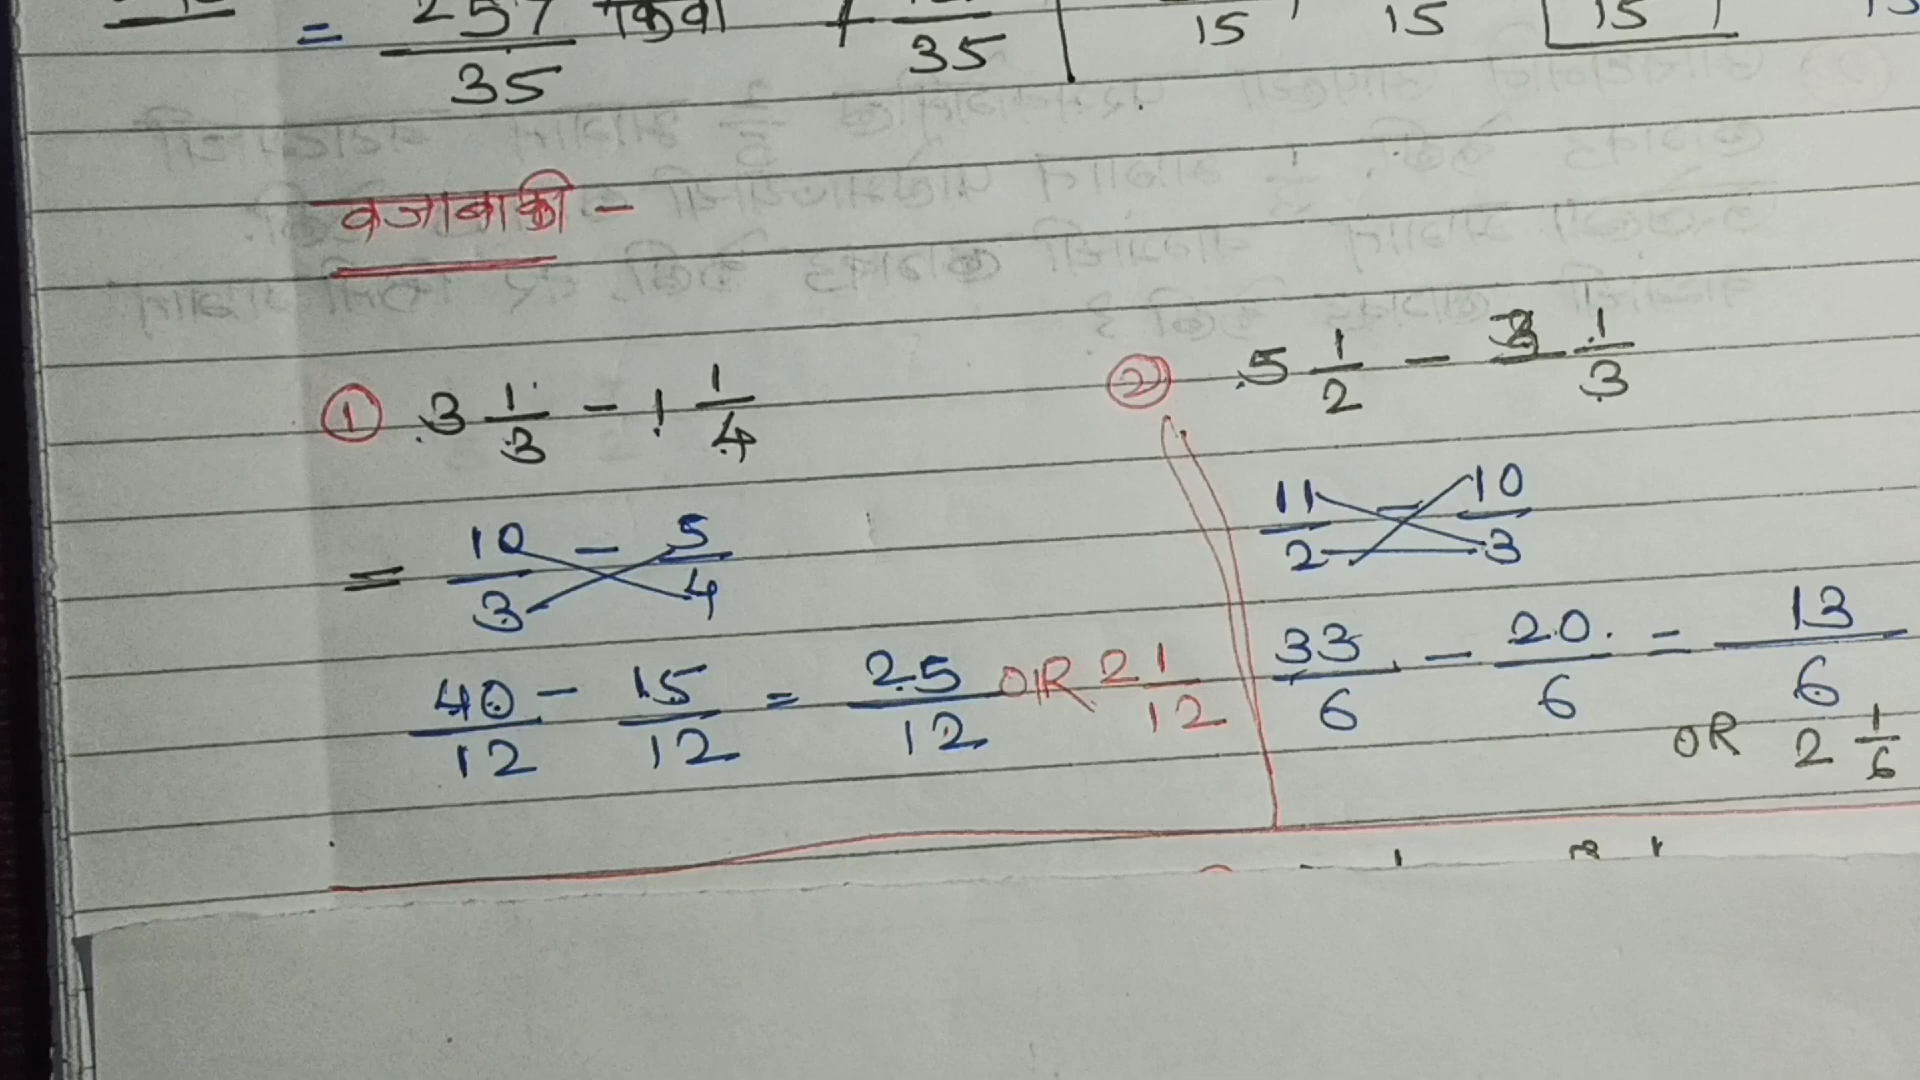 = 257/35 किंवा 7 /35 | /15 15 15
वजाबाकी -
① 3 1/3 - 1 1/4
= 10/3 - 5/4
40/12 - 15/12 = 25/12 OR 2 1/12
② 5 1/2 - 3 1/3
11/2 - 10/3
33/6 - 20/6 = 13/6
OR 2 1/6